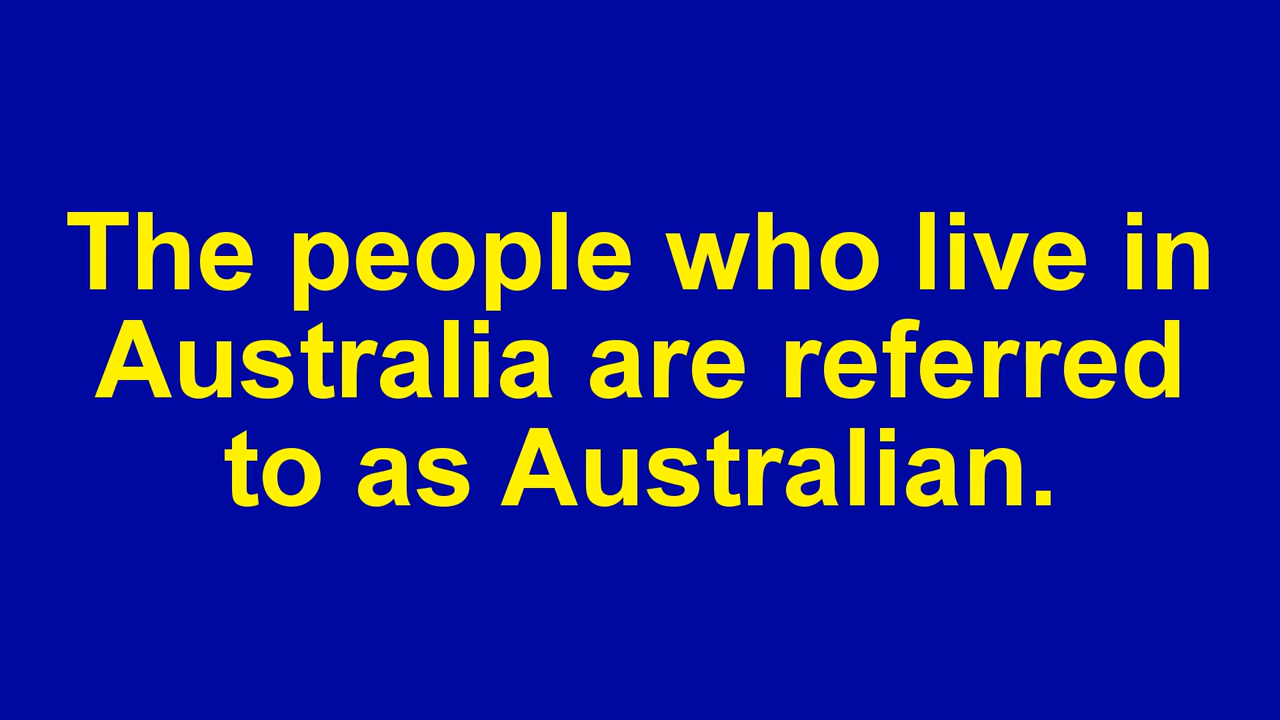 The people who live in
Australia are referred
to as Australian.